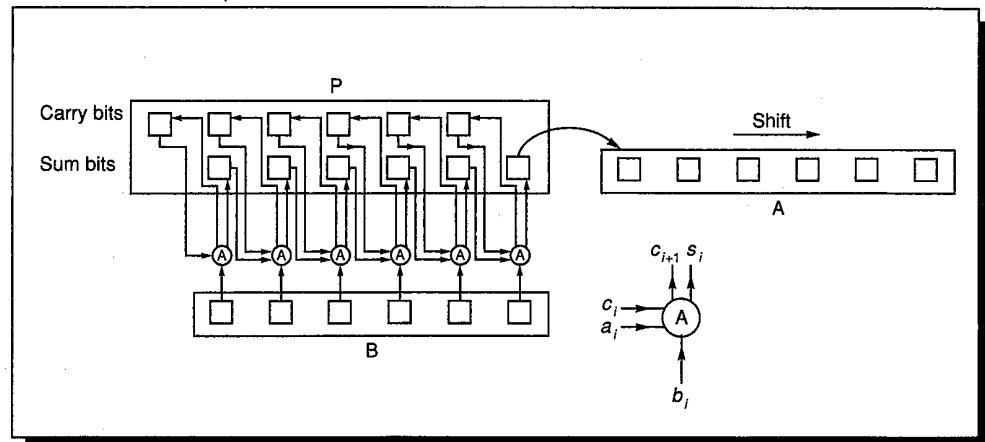 P
Carry bits
Sum bits
Shift
A
A A A A A A
B
c_{i+1} s_i
c_i
a_i
A
b_i